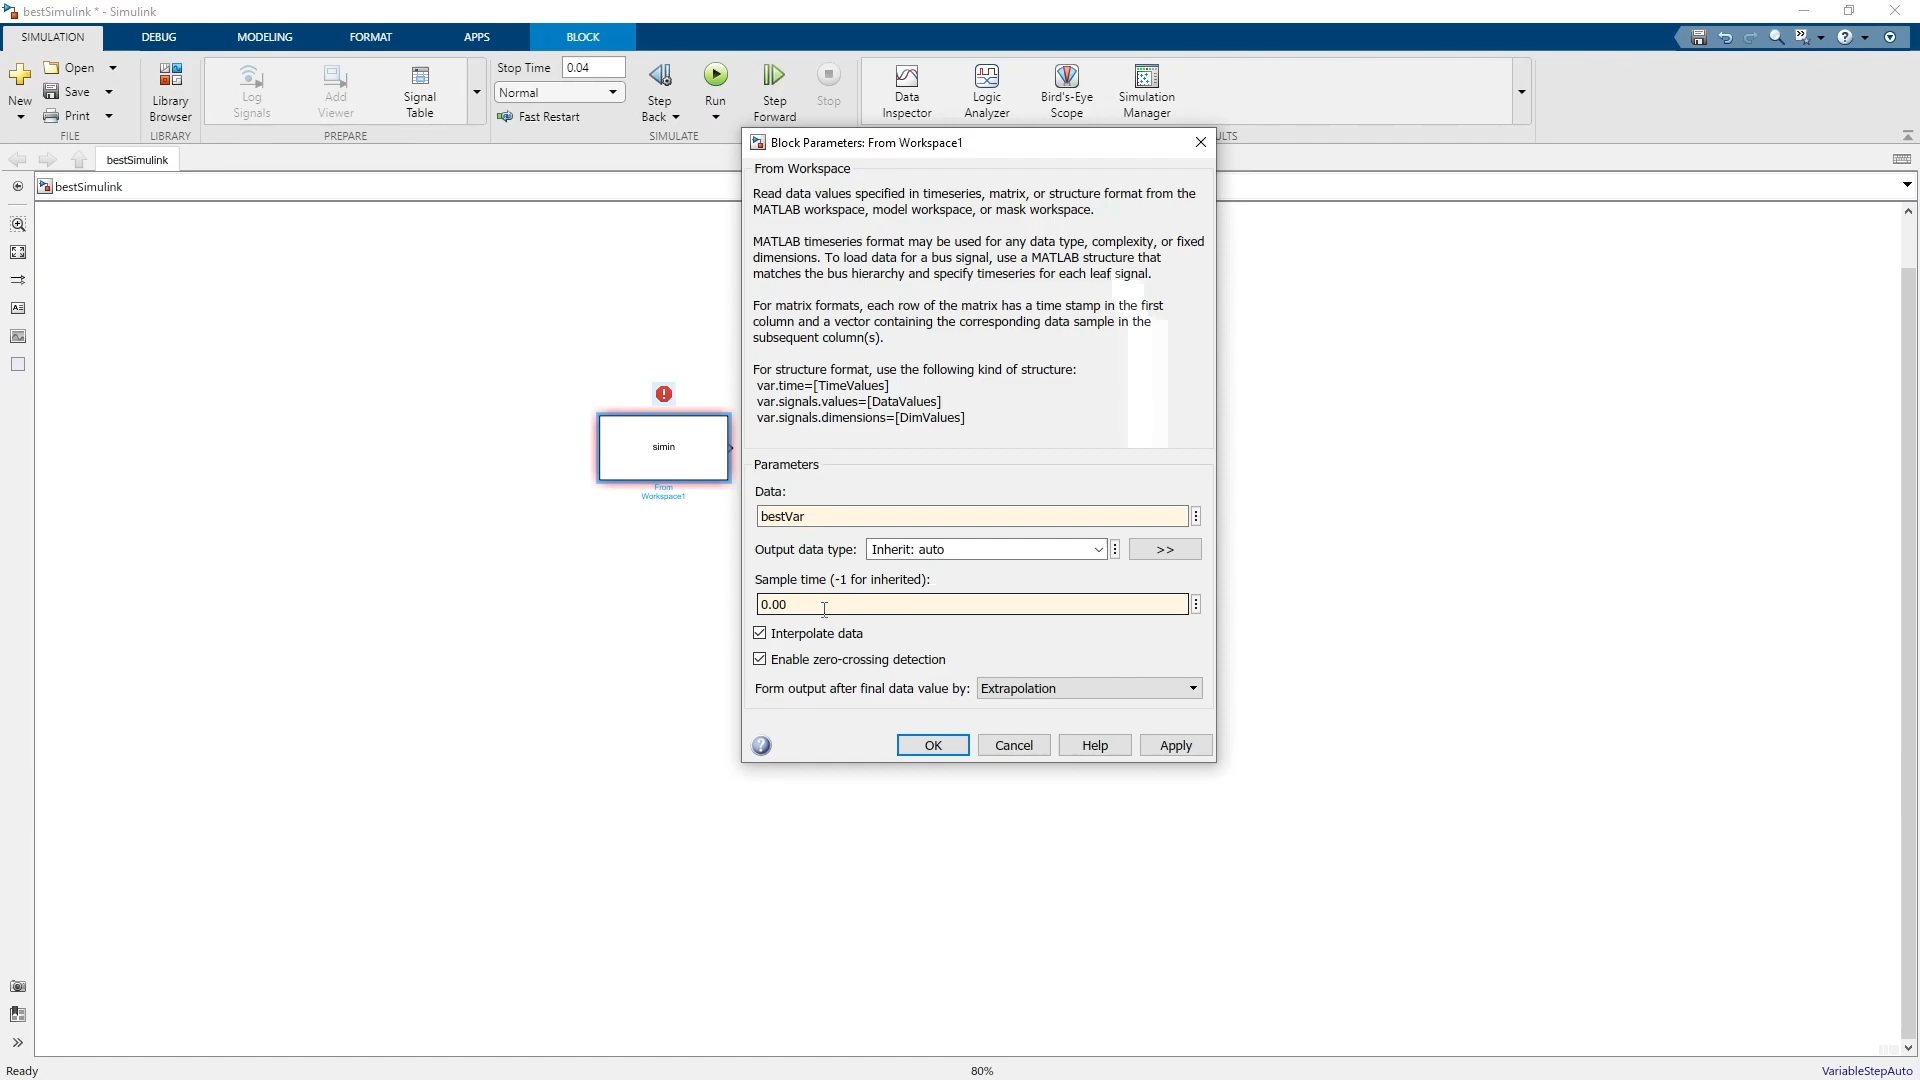 bestSimulink * - Simulink
SIMULATION DEBUG MODELING FORMAT APPS BLOCK
New
Open
Save
Print
FILE
Library
Browser
LIBRARY
Log
Signals
Add
Viewer
Signal
Table
PREPARE
Stop Time 0.04
Normal
Fast Restart
Step
Back
Run
Step
Forward
Stop
SIMULATE
Data
Inspector
Logic
Analyzer
Bird's-Eye
Scope
Simulation
Manager
ULTS
bestSimulink
bestSimulink
simin
From
Workspace1
Block Parameters: From Workspace1
From Workspace
Read data values specified in timeseries, matrix, or structure format from the
MATLAB workspace, model workspace, or mask workspace.
MATLAB timeseries format may be used for any data type, complexity, or fixed
dimensions. To load data for a bus signal, use a MATLAB structure that
matches the bus hierarchy and specify timeseries for each leaf signal.
For matrix formats, each row of the matrix has a time stamp in the first
column and a vector containing the corresponding data sample in the
subsequent column(s).
For structure format, use the following kind of structure:
var.time=[TimeValues]
var.signals.values=[DataValues]
var.signals.dimensions=[DimValues]
Parameters
Data:
bestVar
Output data type: Inherit: auto >>
Sample time (-1 for inherited):
0.00
Interpolate data
Enable zero-crossing detection
Form output after final data value by: Extrapolation
OK Cancel Help Apply
Ready 80% VariableStepAuto